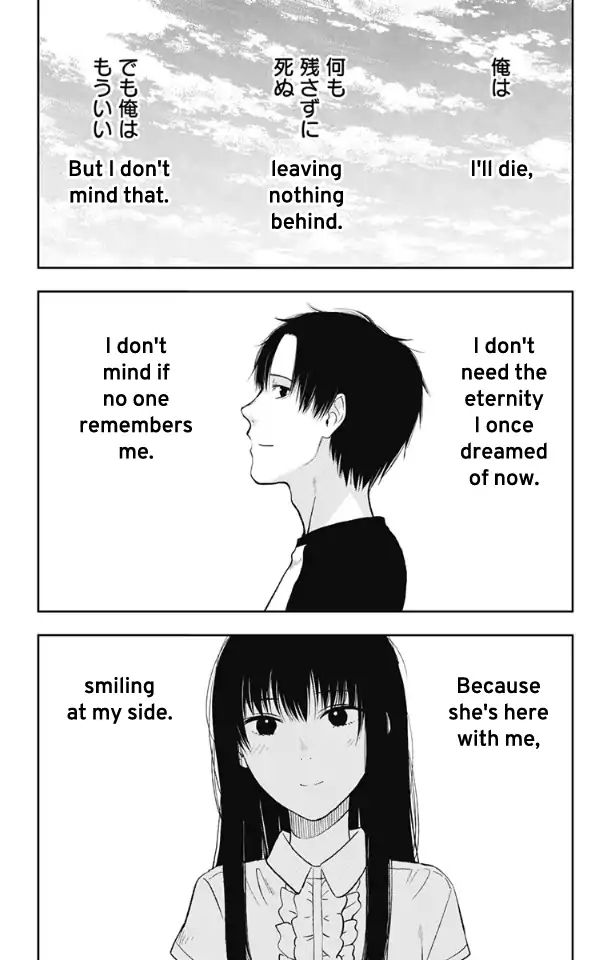 俺は
何も
残さずに
死ぬ
でも俺は
もういい
I'll die,
leaving
nothing
behind.
But I don't
mind that.
I don't
need the
eternity
I once
dreamed
of now.
I don't
mind if
no one
remembers
me.
Because
she's here
with me,
smiling
at my side.